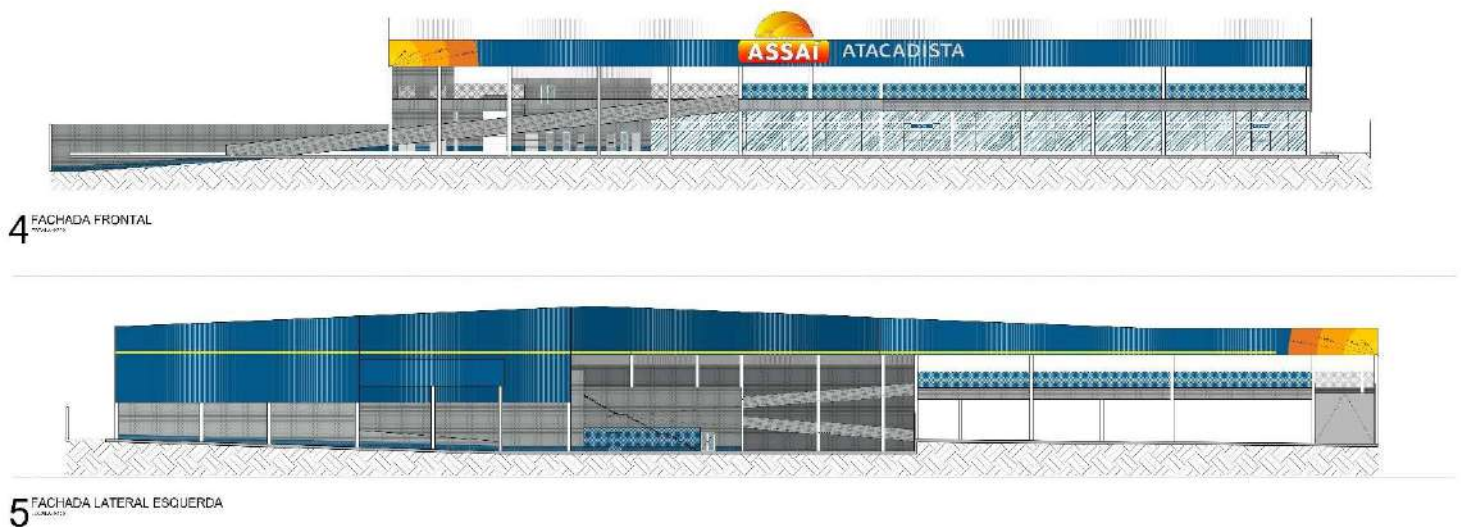 ASSAÍ ATACADISTA
4 FACHADA FRONTAL
5 FACHADA LATERAL ESQUERDA